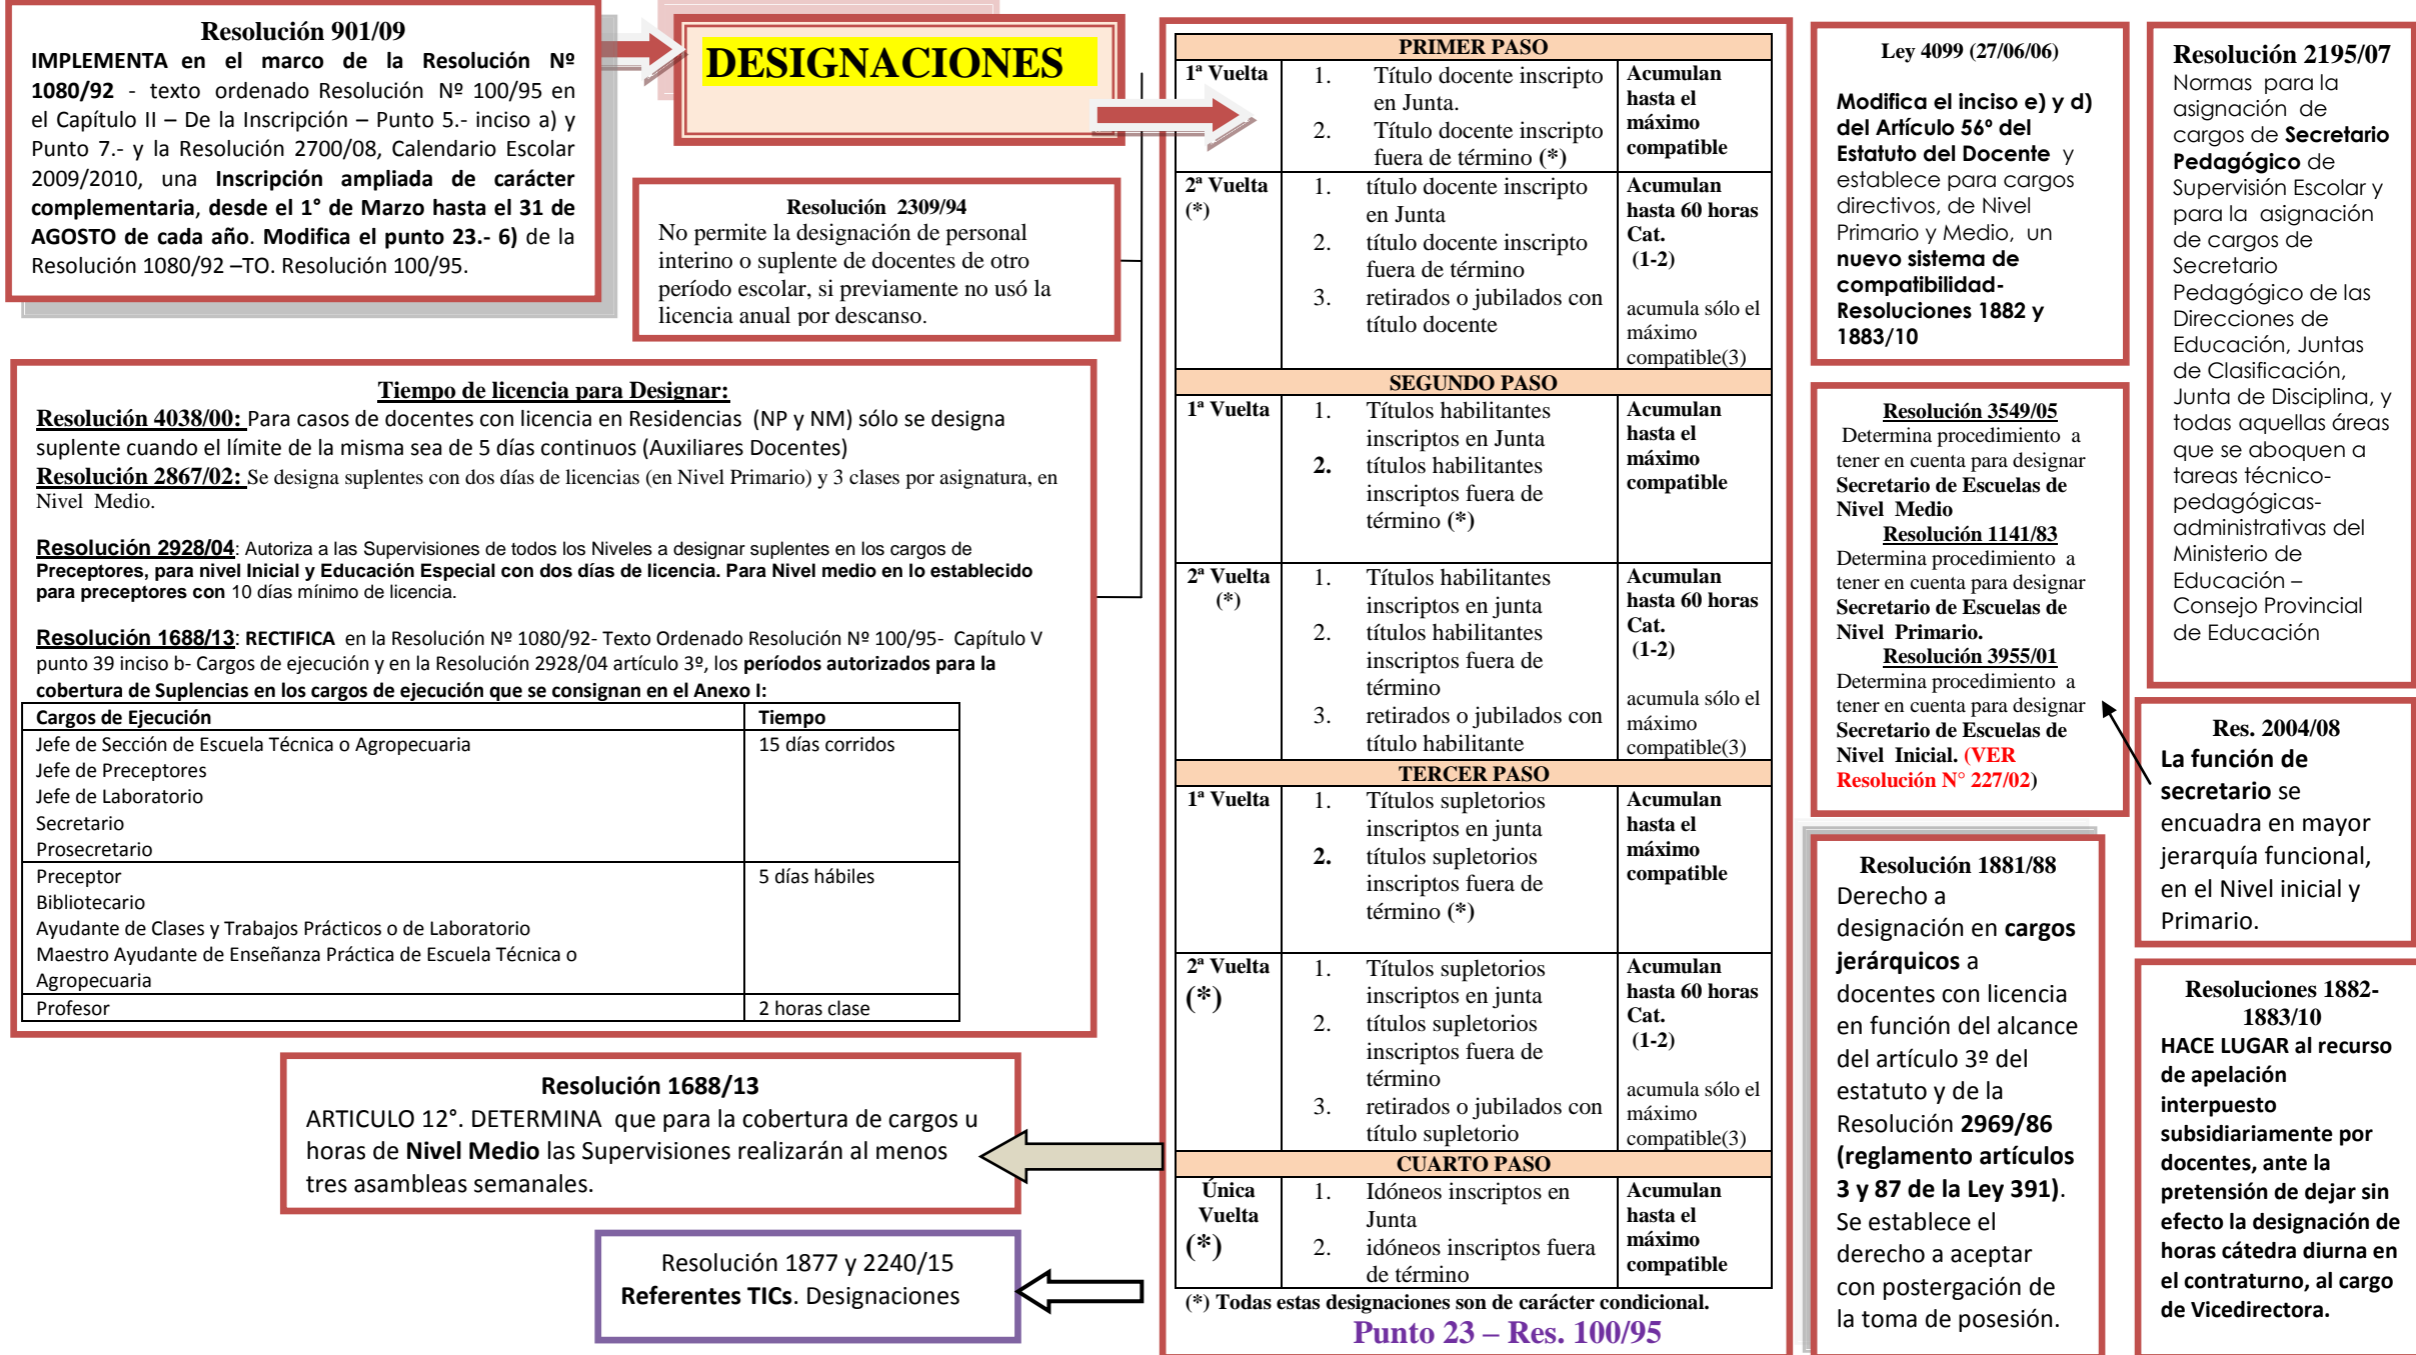 Resolución 901/09
IMPLEMENTA en el marco de la Resolución Nº
1080/92 - texto ordenado Resolución Nº 100/95 en
el Capítulo II – De la Inscripción – Punto 5.- inciso a) y
Punto 7.- y la Resolución 2700/08, Calendario Escolar
2009/2010, una Inscripción ampliada de carácter
complementaria, desde el 1° de Marzo hasta el 31 de
AGOSTO de cada año. Modifica el punto 23.- 6) de la
Resolución 1080/92 –TO. Resolución 100/95.
DESIGNACIONES
Resolución 2309/94
No permite la designación de personal
interino o suplente de docentes de otro
período escolar, si previamente no usó la
licencia anual por descanso.
Tiempo de licencia para Designar:
Resolución 4038/00: Para casos de docentes con licencia en Residencias (NP y NM) sólo se designa
suplente cuando el límite de la misma sea de 5 días continuos (Auxiliares Docentes)
Resolución 2867/02: Se designa suplentes con dos días de licencias (en Nivel Primario) y 3 clases por asignatura, en
Nivel Medio.
Resolución 2928/04: Autoriza a las Supervisiones de todos los Niveles a designar suplentes en los cargos de
Preceptores, para nivel Inicial y Educación Especial con dos días de licencia. Para Nivel medio en lo establecido
para preceptores con 10 días mínimo de licencia.
Resolución 1688/13: RECTIFICA en la Resolución Nº 1080/92- Texto Ordenado Resolución Nº 100/95- Capítulo V
punto 39 inciso b- Cargos de ejecución y en la Resolución 2928/04 artículo 3º, los períodos autorizados para la
cobertura de Suplencias en los cargos de ejecución que se consignan en el Anexo I:
Cargos de Ejecución Tiempo
Jefe de Sección de Escuela Técnica o Agropecuaria 15 días corridos
Jefe de Preceptores
Jefe de Laboratorio
Secretario
Prosecretario
Preceptor 5 días hábiles
Bibliotecario
Ayudante de Clases y Trabajos Prácticos o de Laboratorio
Maestro Ayudante de Enseñanza Práctica de Escuela Técnica o
Agropecuaria
Profesor 2 horas clase
Resolución 1688/13
ARTICULO 12°. DETERMINA que para la cobertura de cargos u
horas de Nivel Medio las Supervisiones realizarán al menos
tres asambleas semanales.
Resolución 1877 y 2240/15
Referentes TICs. Designaciones
PRIMER PASO
1ª Vuelta
1. Título docente inscripto
en Junta.
2. Título docente inscripto
fuera de término (*)
Acumulan
hasta el
máximo
compatible
2ª Vuelta
(*)
1. título docente inscripto
en Junta
2. título docente inscripto
fuera de término
3. retirados o jubilados con
título docente
Acumulan
hasta 60 horas
Cat.
(1-2)
acumula sólo el
máximo
compatible(3)
SEGUNDO PASO
1ª Vuelta
1. Títulos habilitantes
inscriptos en Junta
2. títulos habilitantes
inscriptos fuera de
término (*)
Acumulan
hasta el
máximo
compatible
2ª Vuelta
(*)
1. Títulos habilitantes
inscriptos en junta
2. títulos habilitantes
inscriptos fuera de
término
3. retirados o jubilados con
título habilitante
Acumulan
hasta 60 horas
Cat.
(1-2)
acumula sólo el
máximo
compatible(3)
TERCER PASO
1ª Vuelta
1. Títulos supletorios
inscriptos en junta
2. títulos supletorios
inscriptos fuera de
término (*)
Acumulan
hasta el
máximo
compatible
2ª Vuelta
(*)
1. Títulos supletorios
inscriptos en junta
2. títulos supletorios
inscriptos fuera de
término
3. retirados o jubilados con
título supletorio
Acumulan
hasta 60 horas
Cat.
(1-2)
acumula sólo el
máximo
compatible(3)
CUARTO PASO
Única
Vuelta
(*)
1. Idóneos inscriptos en
Junta
2. idóneos inscriptos fuera
de término
Acumulan
hasta el
máximo
compatible
(*) Todas estas designaciones son de carácter condicional.
Punto 23 – Res. 100/95
Ley 4099 (27/06/06)
Modifica el inciso e) y d)
del Artículo 56º del
Estatuto del Docente y
establece para cargos
directivos, de Nivel
Primario y Medio, un
nuevo sistema de
compatibilidad-
Resoluciones 1882 y
1883/10
Resolución 3549/05
Determina procedimiento a
tener en cuenta para designar
Secretario de Escuelas de
Nivel Medio
Resolución 1141/83
Determina procedimiento a
tener en cuenta para designar
Secretario de Escuelas de
Nivel Primario.
Resolución 3955/01
Determina procedimiento a
tener en cuenta para designar
Secretario de Escuelas de
Nivel Inicial. (VER
Resolución N° 227/02)
Resolución 1881/88
Derecho a
designación en cargos
jerárquicos a
docentes con licencia
en función del alcance
del artículo 3º del
estatuto y de la
Resolución 2969/86
(reglamento artículos
3 y 87 de la Ley 391).
Se establece el
derecho a aceptar
con postergación de
la toma de posesión.
Resolución 2195/07
Normas para la
asignación de
cargos de Secretario
Pedagógico de
Supervisión Escolar y
para la asignación
de cargos de
Secretario
Pedagógico de las
Direcciones de
Educación, Juntas
de Clasificación,
Junta de Disciplina, y
todas aquellas áreas
que se aboquen a
tareas técnico-
pedagógicas-
administrativas del
Ministerio de
Educación –
Consejo Provincial
de Educación
Res. 2004/08
La función de
secretario se
encuadra en mayor
jerarquía funcional,
en el Nivel inicial y
Primario.
Resoluciones 1882-
1883/10
HACE LUGAR al recurso
de apelación
interpuesto
subsidiariamente por
docentes, ante la
pretensión de dejar sin
efecto la designación de
horas cátedra diurna en
el contraturno, al cargo
de Vicedirectora.